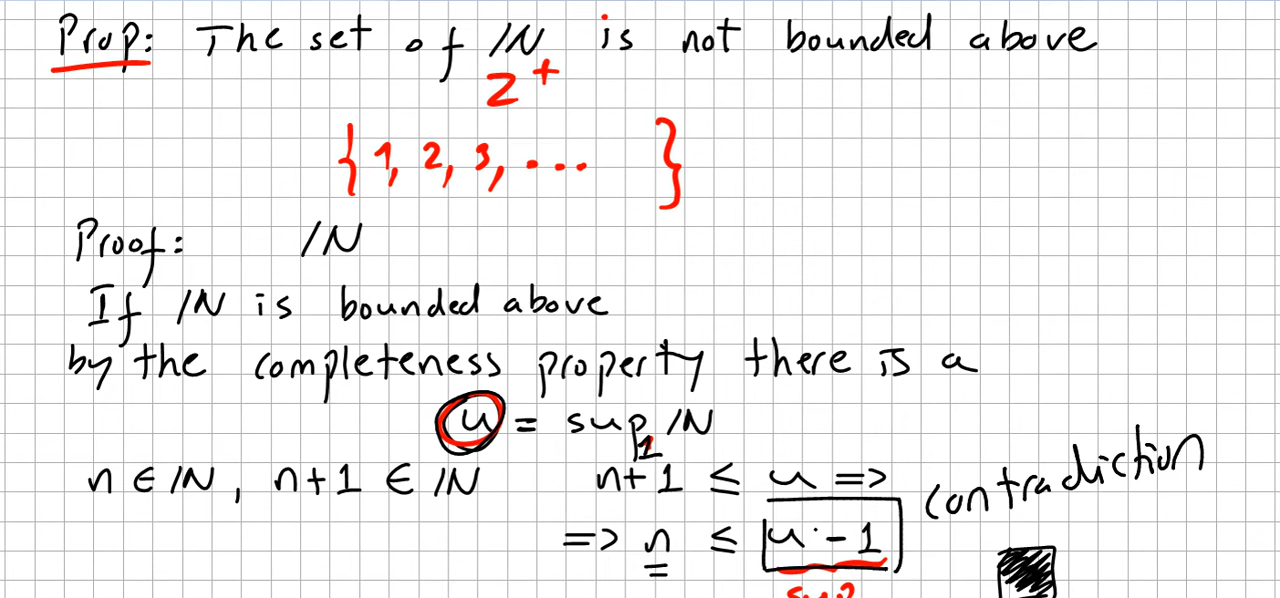 Prop: The set of ℕ is not bounded above
Z⁺
{1, 2, 3, ... }
Proof: ℕ
If ℕ is bounded above
by the completeness property there is a
u = sup ℕ
1
n ∈ ℕ, n+1 ∈ ℕ n+1 ≤ u => contradiction
=> n ≤ u - 1